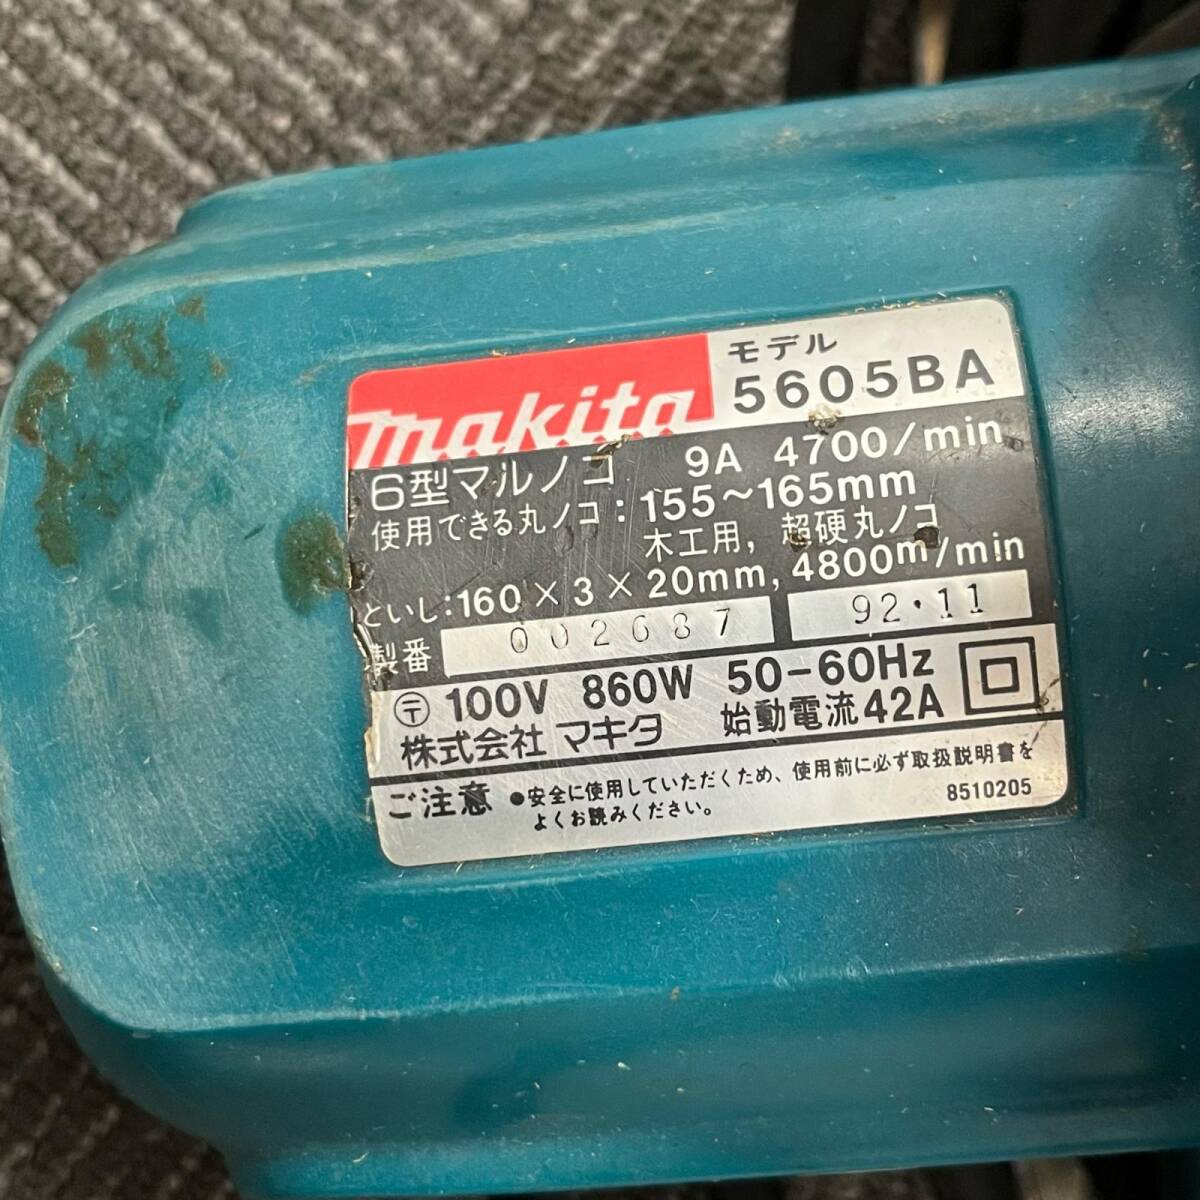 makita
モデル
5605BA
6型マルノコ 9A 4700/min
使用できる丸ノコ：155～165mm
木工用，超硬丸ノコ
といし：160×3×20mm, 4800m/min
製番 002687 92・11
〒 100V 860W 50-60Hz
株式会社 マキタ 始動電流42A
ご注意 ●安全に使用していただくため、使用前に必ず取扱説明書を
よくお読みください。
8510205